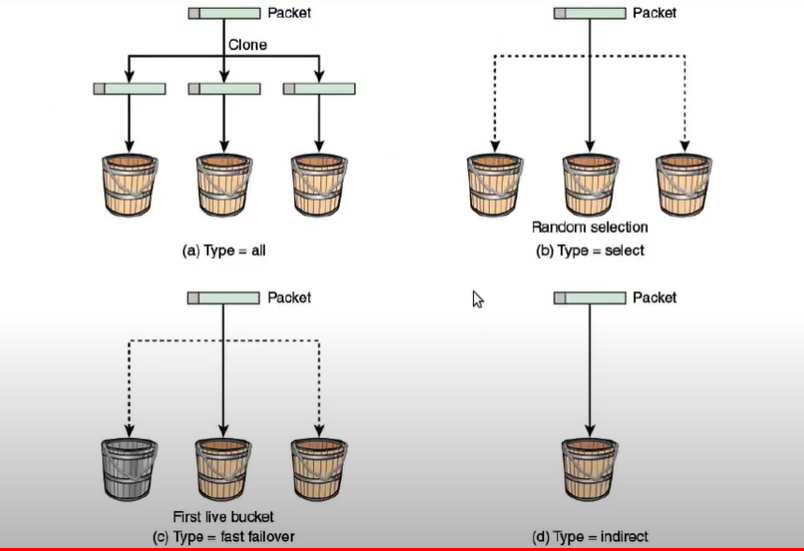 Packet
Clone
(a) Type = all
Packet
Random selection
(b) Type = select
Packet
First live bucket
(c) Type = fast failover
Packet
(d) Type = indirect